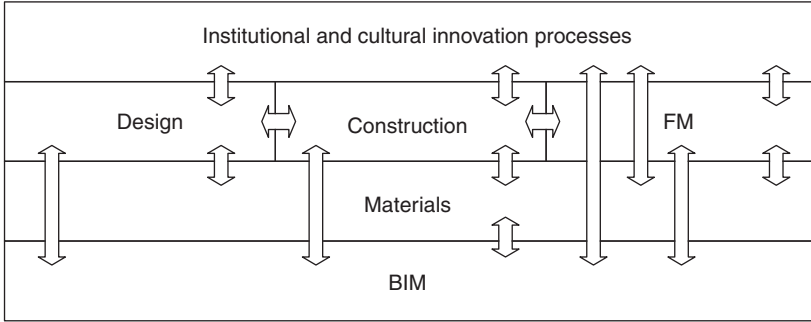 Institutional and cultural innovation processes
Design
Construction
FM
Materials
BIM